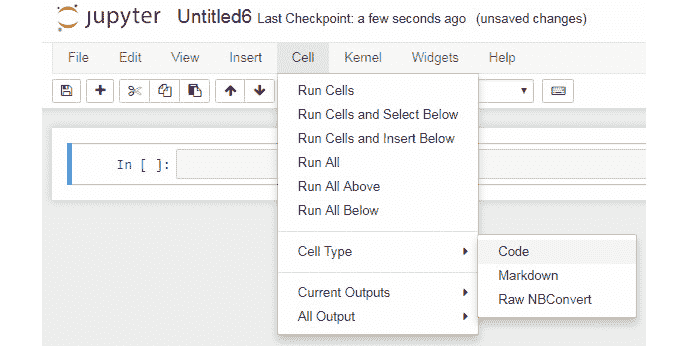 jupyter Untitled6 Last Checkpoint: a few seconds ago (unsaved changes)
File Edit View Insert Cell Kernel Widgets Help
Run Cells
Run Cells and Select Below
Run Cells and Insert Below
In [ ]:
Run All
Run All Above
Run All Below
Cell Type
Code
Markdown
Raw NBConvert
Current Outputs
All Output